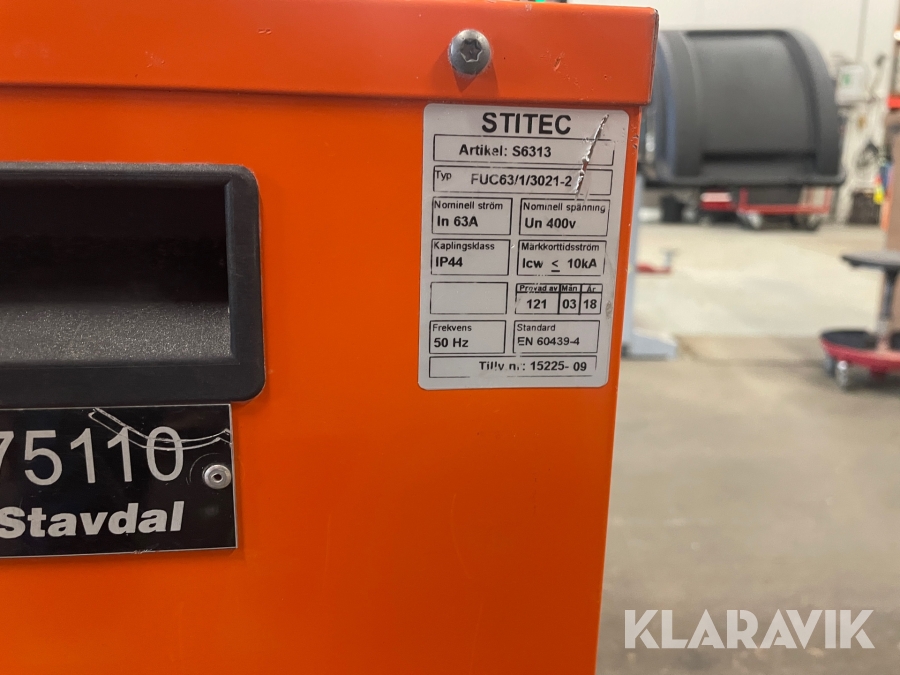 STITEC
Artikel: S6313
Typ FUC63/1/3021-2
Nominell ström Nominell spänning
In 63A Un 400v
Kaplingsklass Märkkorttidsström
IP44 Icw ≤ 10kA
Provad av Mån År
121 03 18
Frekvens Standard
50 Hz EN 60439-4
Tillv.nr: 15225- 09
75110
Stavdal
KLARAVIK